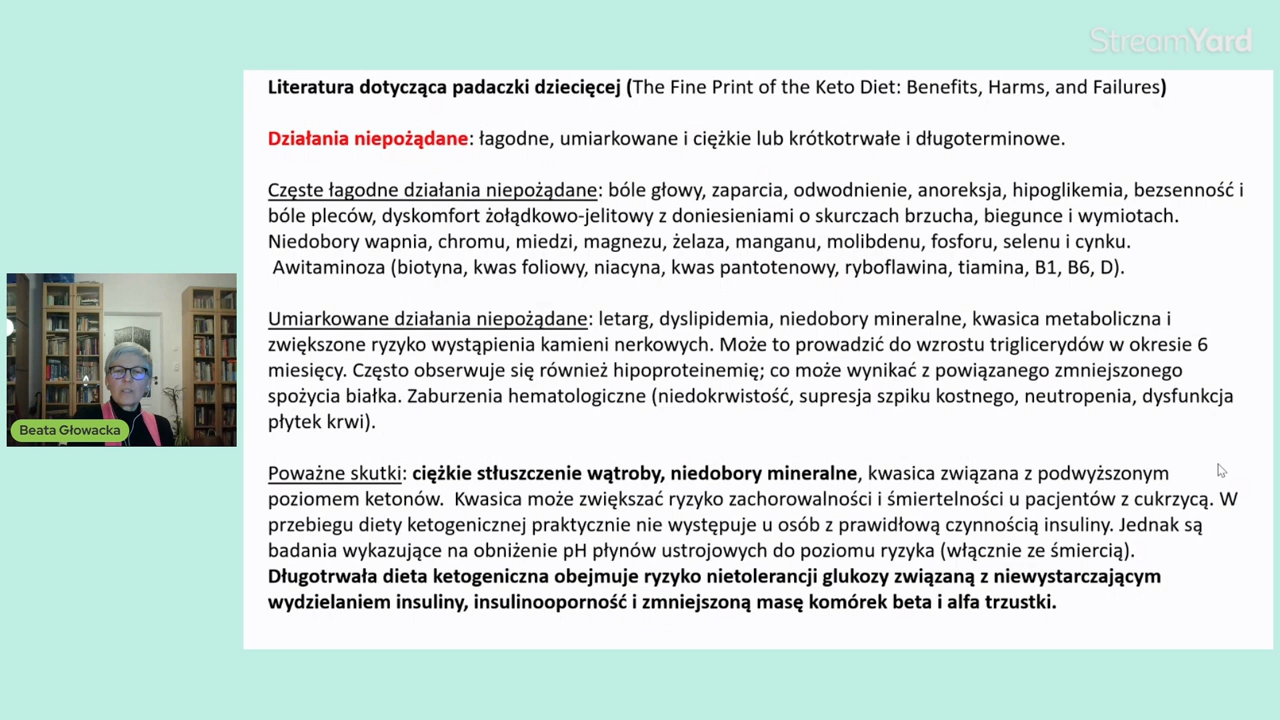 StreamYard
Literatura dotycząca padaczki dziecięcej (The Fine Print of the Keto Diet: Benefits, Harms, and Failures)
Działania niepożądane: łagodne, umiarkowane i ciężkie lub krótkotrwałe i długoterminowe.
Częste łagodne działania niepożądane: bóle głowy, zaparcia, odwodnienie, anoreksja, hipoglikemia, bezsenność i
bóle pleców, dyskomfort żołądkowo-jelitowy z doniesieniami o skurczach brzucha, biegunce i wymiotach.
Niedobory wapnia, chromu, miedzi, magnezu, żelaza, manganu, molibdenu, fosforu, selenu i cynku.
Awitaminoza (biotyna, kwas foliowy, niacyna, kwas pantotenowy, ryboflawina, tiamina, B1, B6, D).
Umiarkowane działania niepożądane: letarg, dyslipidemia, niedobory mineralne, kwasica metaboliczna i
zwiększone ryzyko wystąpienia kamieni nerkowych. Może to prowadzić do wzrostu triglicerydów w okresie 6
miesięcy. Często obserwuje się również hipoproteinemię; co może wynikać z powiązanego zmniejszonego
spożycia białka. Zaburzenia hematologiczne (niedokrwistość, supresja szpiku kostnego, neutropenia, dysfunkcja
płytek krwi).
Poważne skutki: ciężkie stłuszczenie wątroby, niedobory mineralne, kwasica związana z podwyższonym
poziomem ketonów. Kwasica może zwiększać ryzyko zachorowalności i śmiertelności u pacjentów z cukrzycą. W
przebiegu diety ketogenicznej praktycznie nie występuje u osób z prawidłową czynnością insuliny. Jednak są
badania wykazujące na obniżenie pH płynów ustrojowych do poziomu ryzyka (włącznie ze śmiercią).
Długotrwała dieta ketogeniczna obejmuje ryzyko nietolerancji glukozy związaną z niewystarczającym
wydzielaniem insuliny, insulinooporność i zmniejszoną masę komórek beta i alfa trzustki.
Beata Głowacka